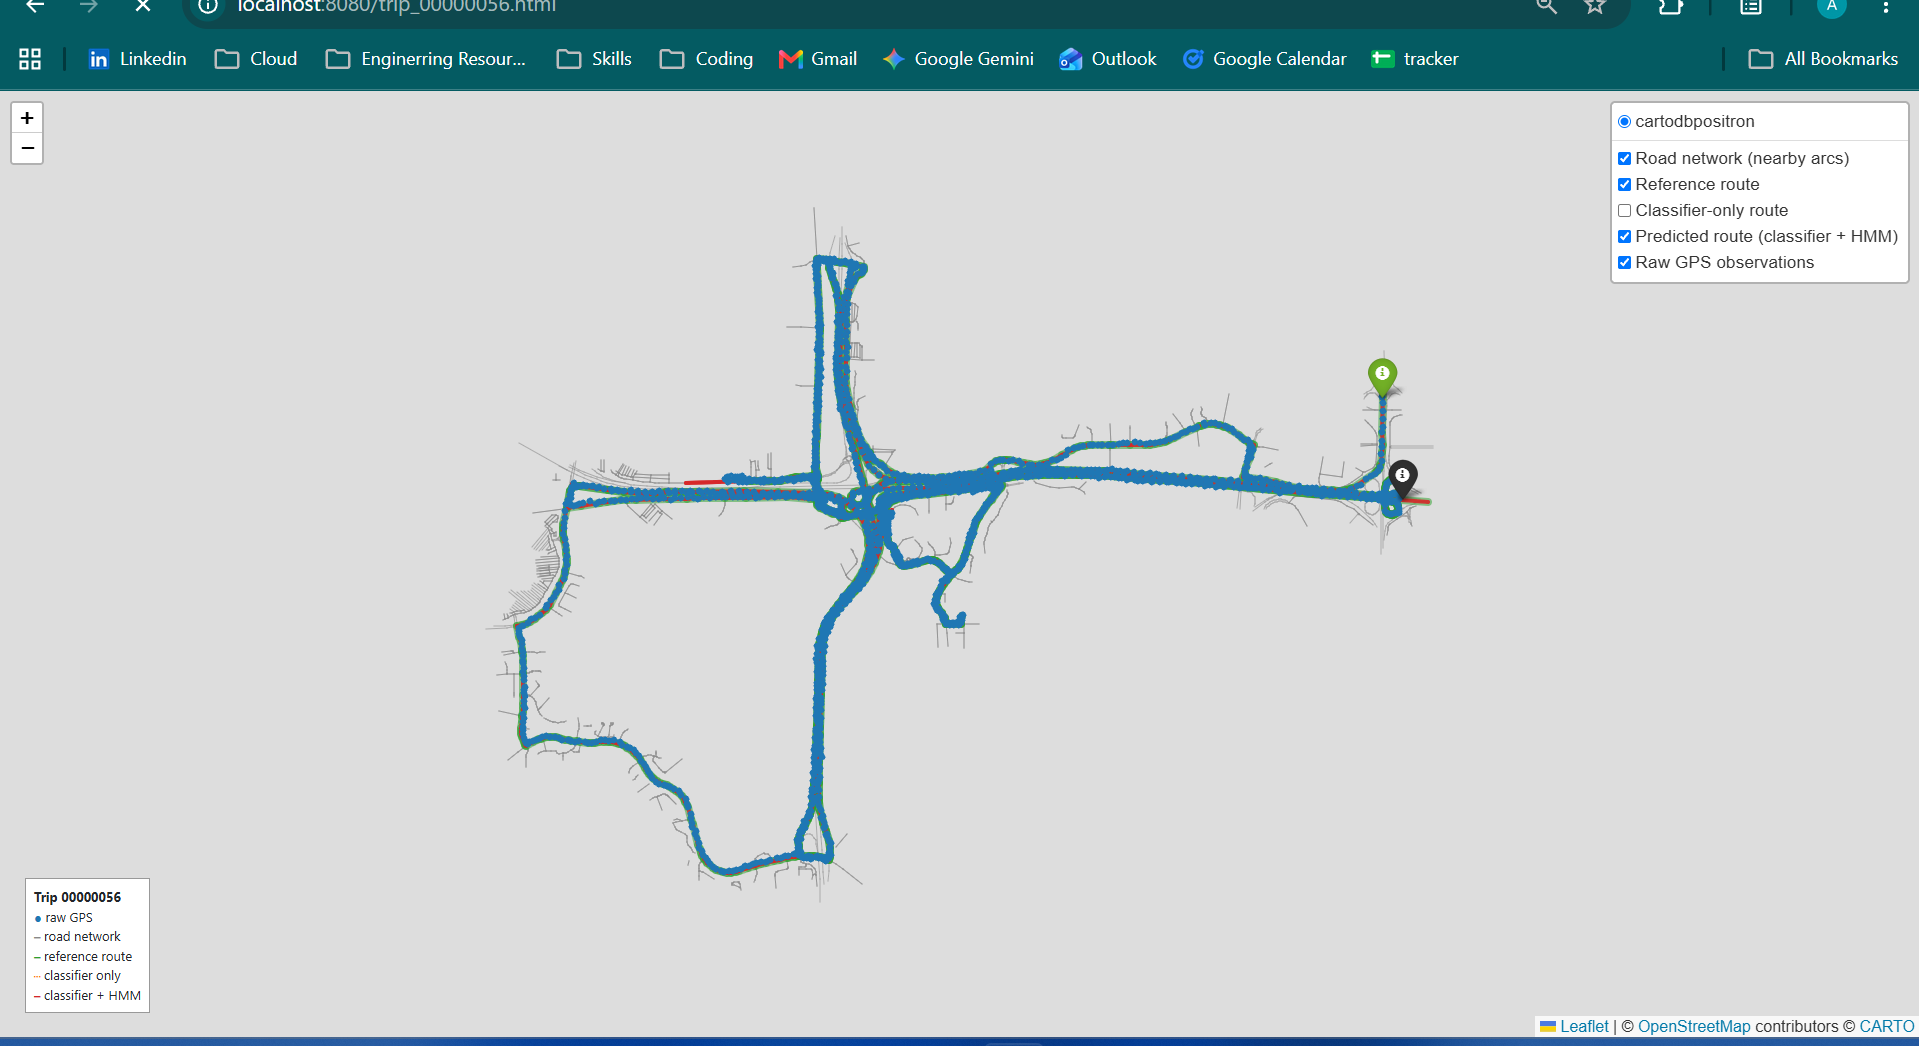 localhost:8080/trip_00000056.html
A
Linkedin
Cloud
Enginerring Resour...
Skills
Coding
Gmail
Google Gemini
Outlook
Google Calendar
tracker
All Bookmarks
+
−
cartodbpositron
Road network (nearby arcs)
Reference route
Classifier-only route
Predicted route (classifier + HMM)
Raw GPS observations
Trip 00000056
raw GPS
road network
reference route
classifier only
classifier + HMM
Leaflet | © OpenStreetMap contributors © CARTO